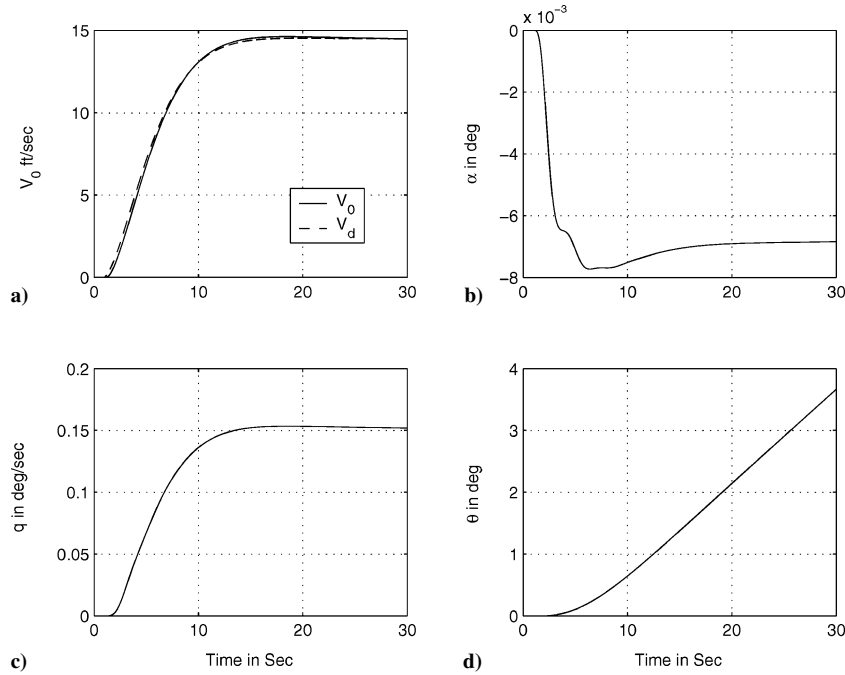 15
10
5
0
V0 ft/sec
V0
Vd
0 10 20 30
a)
x 10−3
0
−2
−4
−6
−8
α in deg
0 10 20 30
b)
0.2
0.15
0.1
0.05
0
q in deg/sec
0 10 20 30
Time in Sec
c)
4
3
2
1
0
θ in deg
0 10 20 30
Time in Sec
d)